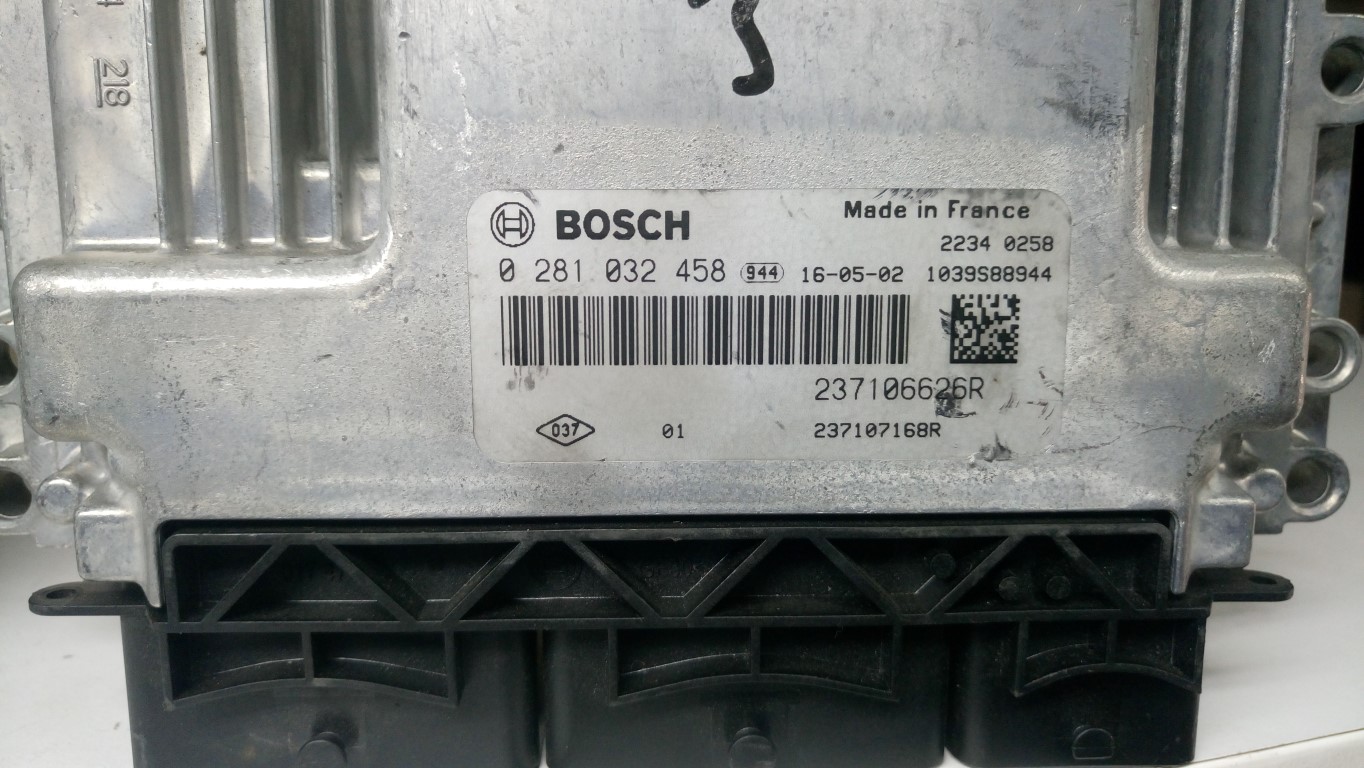 218
BOSCH
Made in France
2234 0258
0 281 032 458 944 16-05-02 1039S88944
237106626R
037 01 237107168R